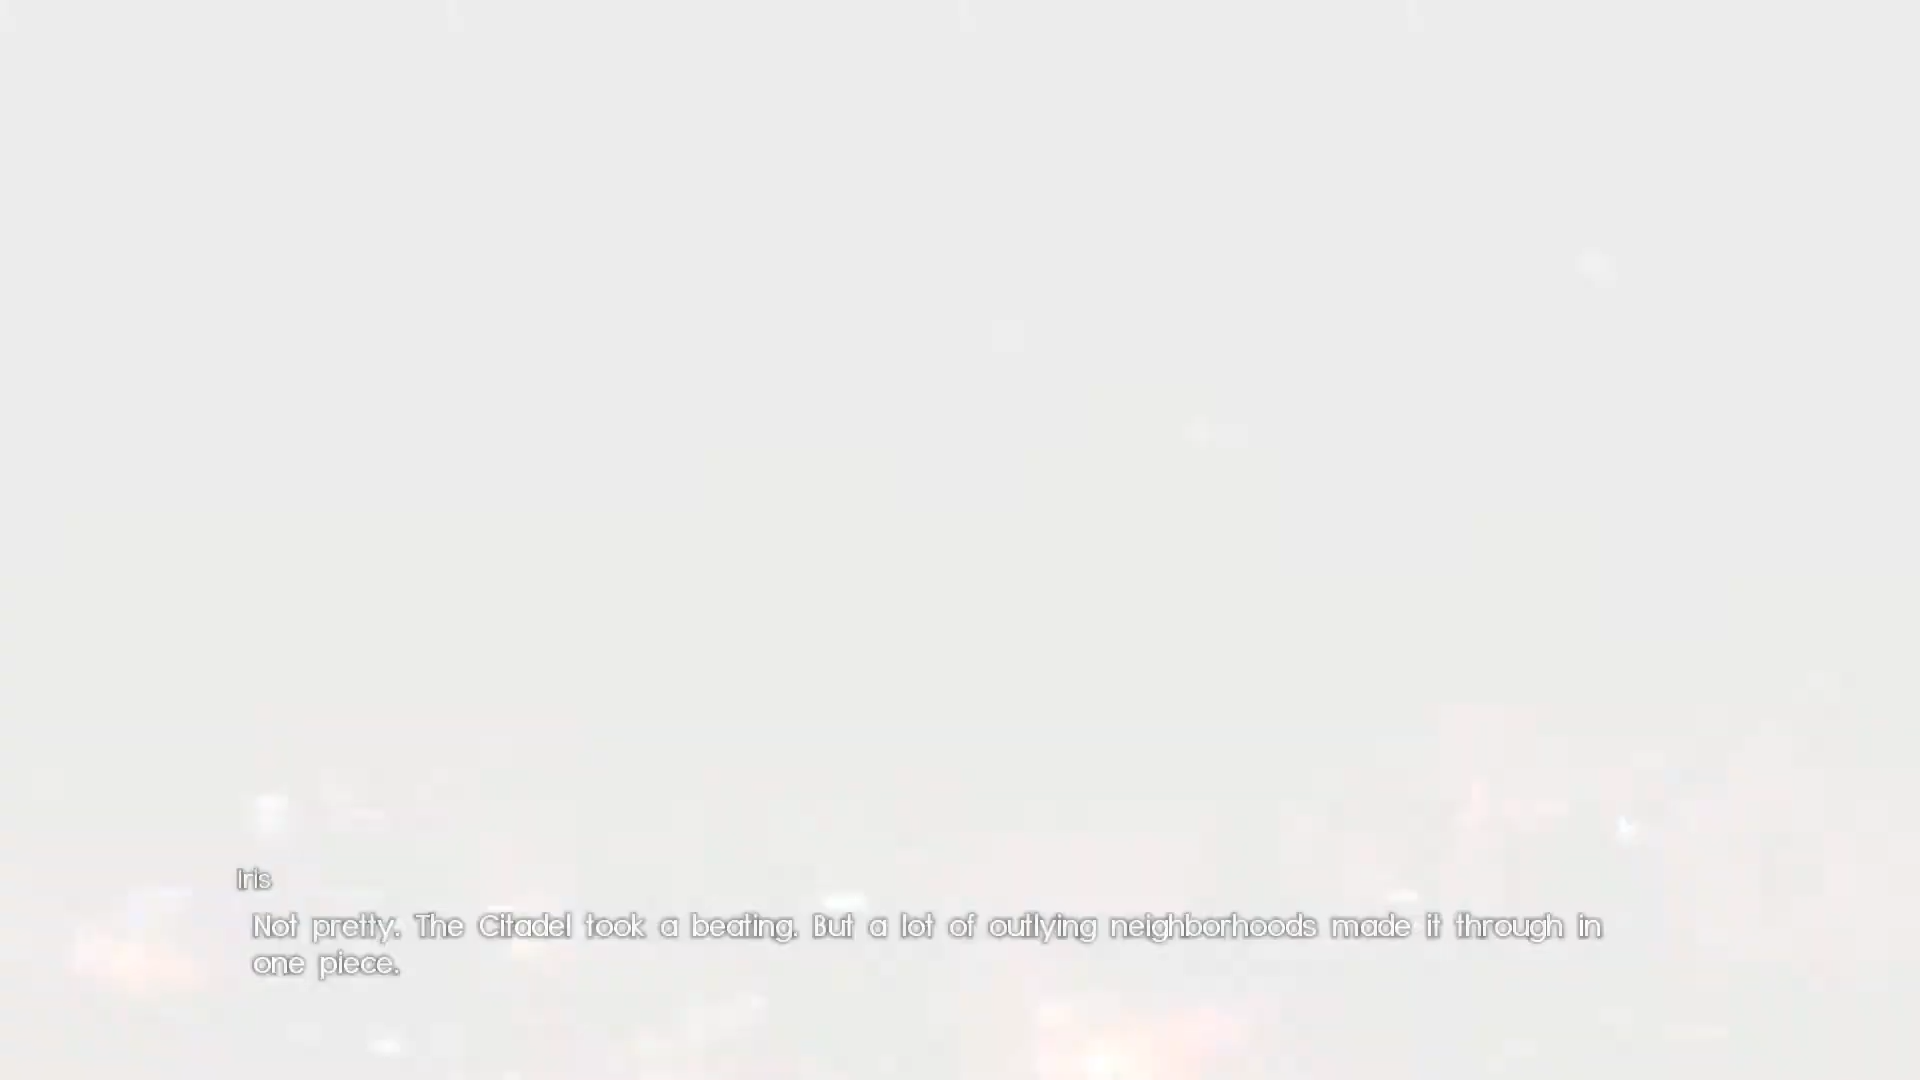 Iris
Not pretty. The Citadel took a beating. But a lot of outlying neighborhoods made it through in
one piece.